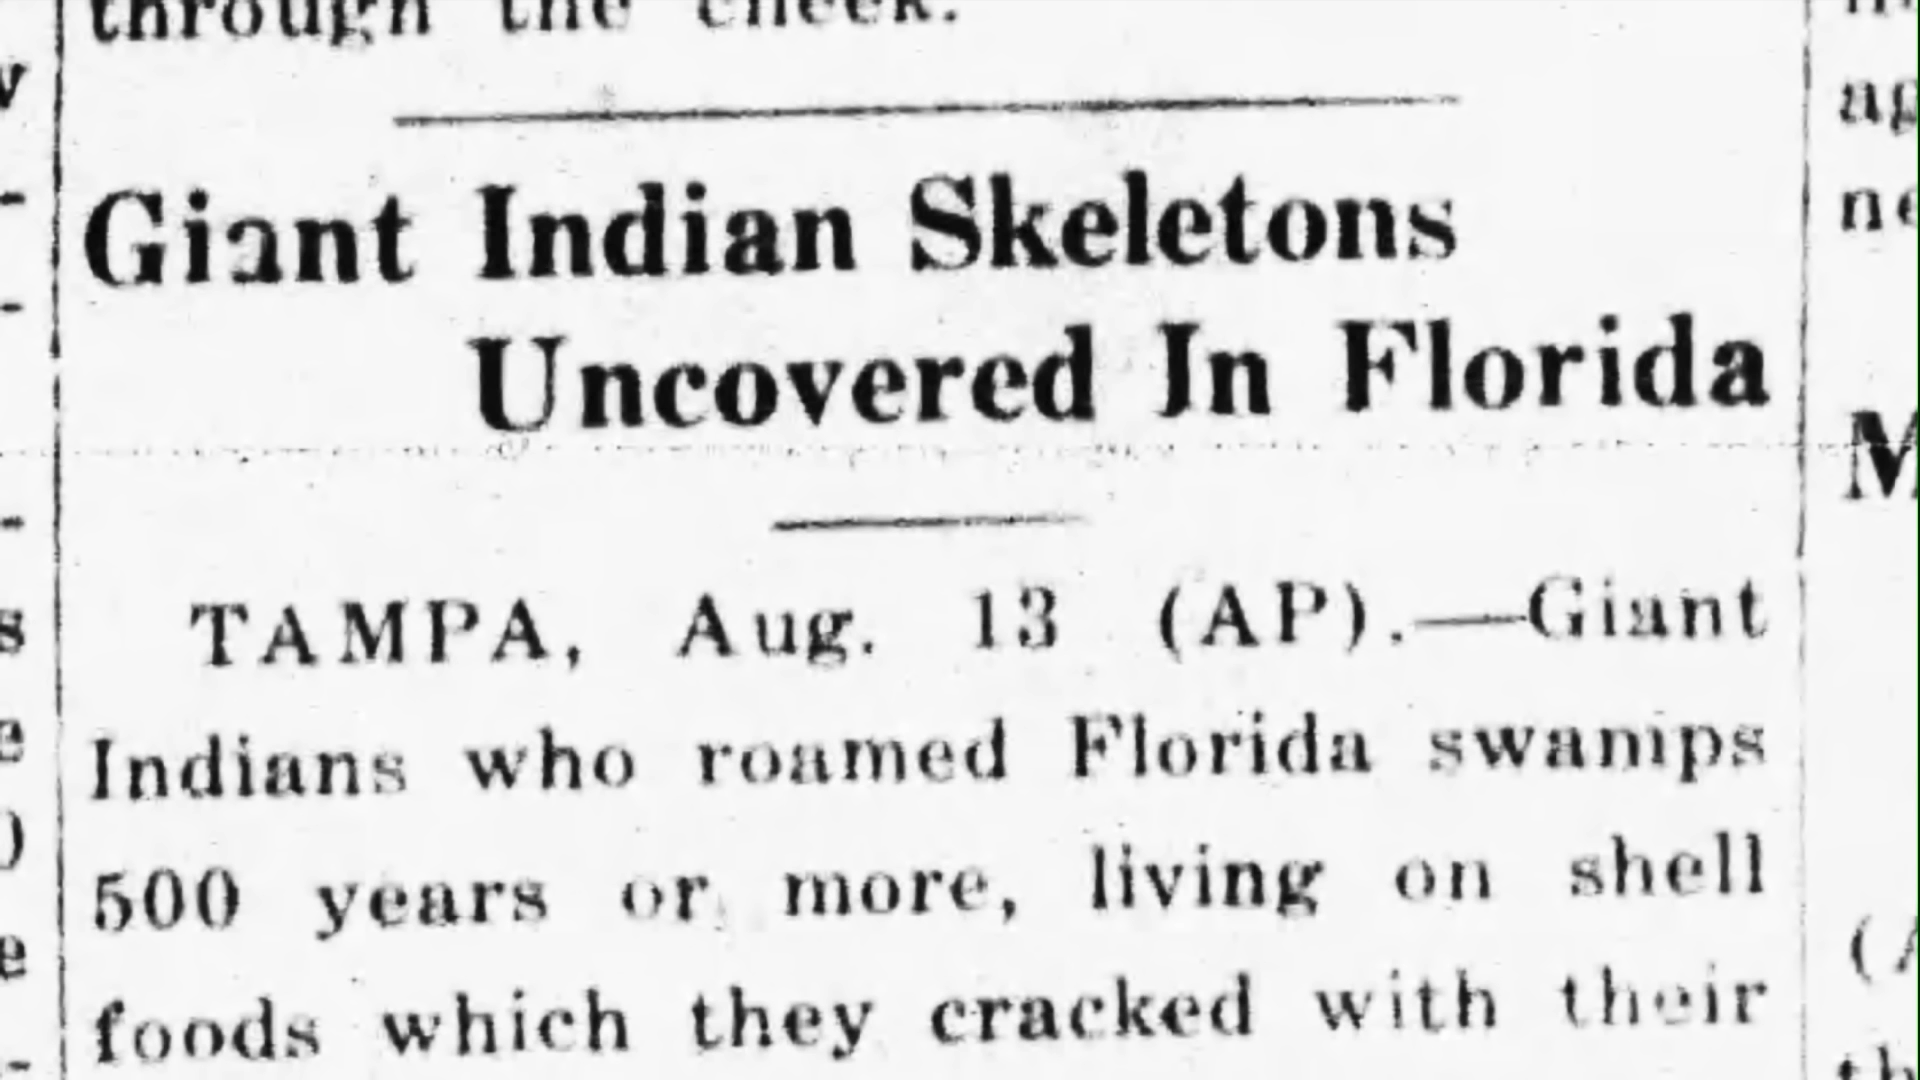 through the cheek.
Giant Indian Skeletons
Uncovered In Florida
TAMPA, Aug. 13 (AP).—Giant
Indians who roamed Florida swamps
500 years or more, living on shell
foods which they cracked with their